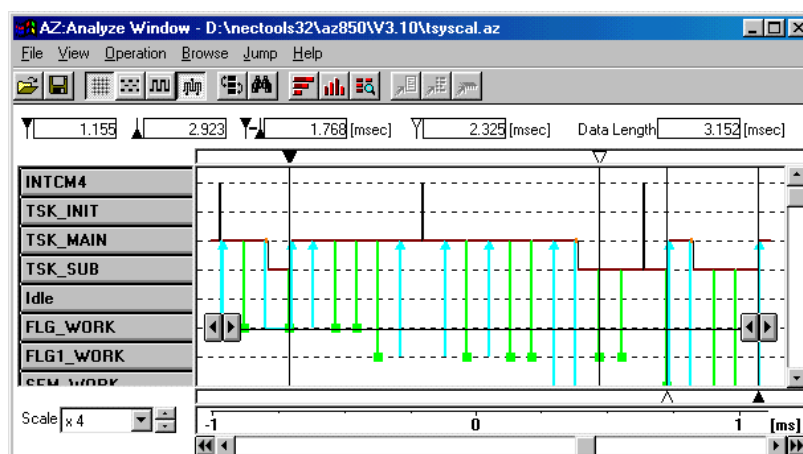 AZ:Analyze Window - D:\nectools32\az850\V3.10\tsyscal.az
File View Operation Browse Jump Help
1.155 2.923 1.768 [msec] 2.325 [msec] Data Length 3.152 [msec]
INTCM4
TSK_INIT
TSK_MAIN
TSK_SUB
Idle
FLG_WORK
FLG1_WORK
SEM_WORK
Scale x 4
-1 0 1 [ms]